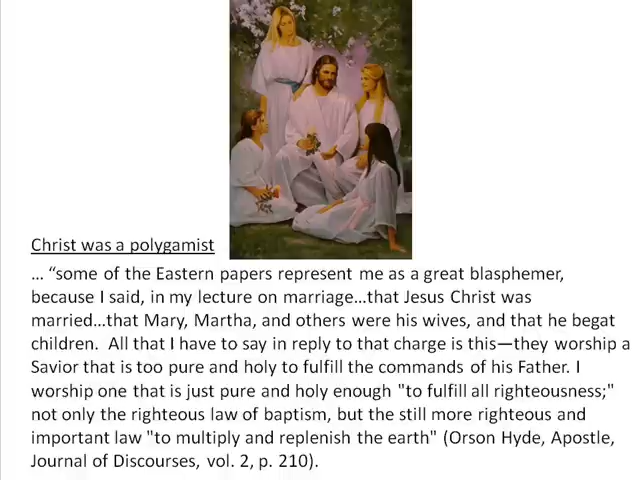 Christ was a polygamist
… “some of the Eastern papers represent me as a great blasphemer,
because I said, in my lecture on marriage…that Jesus Christ was
married…that Mary, Martha, and others were his wives, and that he begat
children.  All that I have to say in reply to that charge is this—they worship a
Savior that is too pure and holy to fulfill the commands of his Father. I
worship one that is just pure and holy enough "to fulfill all righteousness;"
not only the righteous law of baptism, but the still more righteous and
important law "to multiply and replenish the earth" (Orson Hyde, Apostle,
Journal of Discourses, vol. 2, p. 210).